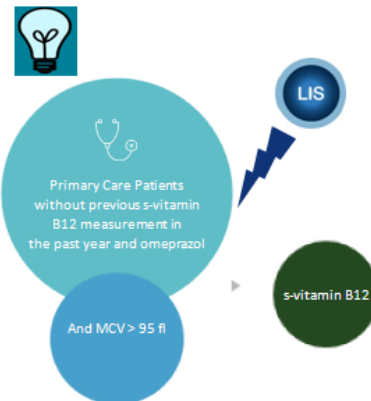 LIS
Primary Care Patients
without previous s-vitamin
B12 measurement in
the past year and omeprazol
s-vitamin B12
And MCV > 95 fl